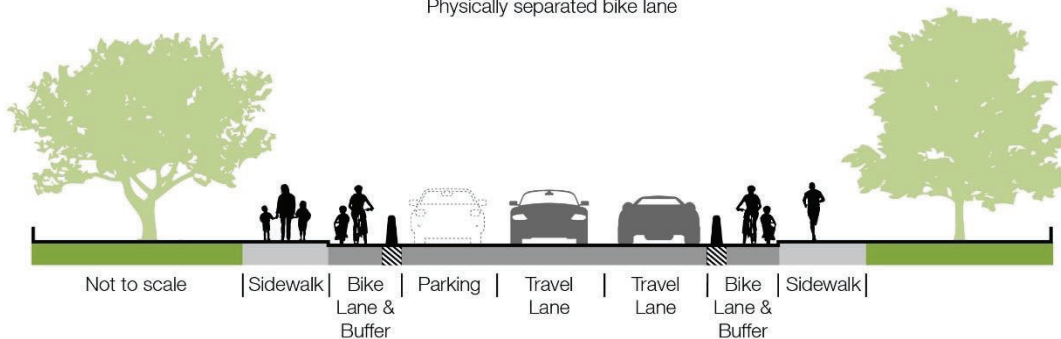 Physically separated bike lane
Not to scale
Sidewalk
Bike
Lane &
Buffer
Parking
Travel
Lane
Travel
Lane
Bike
Lane &
Buffer
Sidewalk